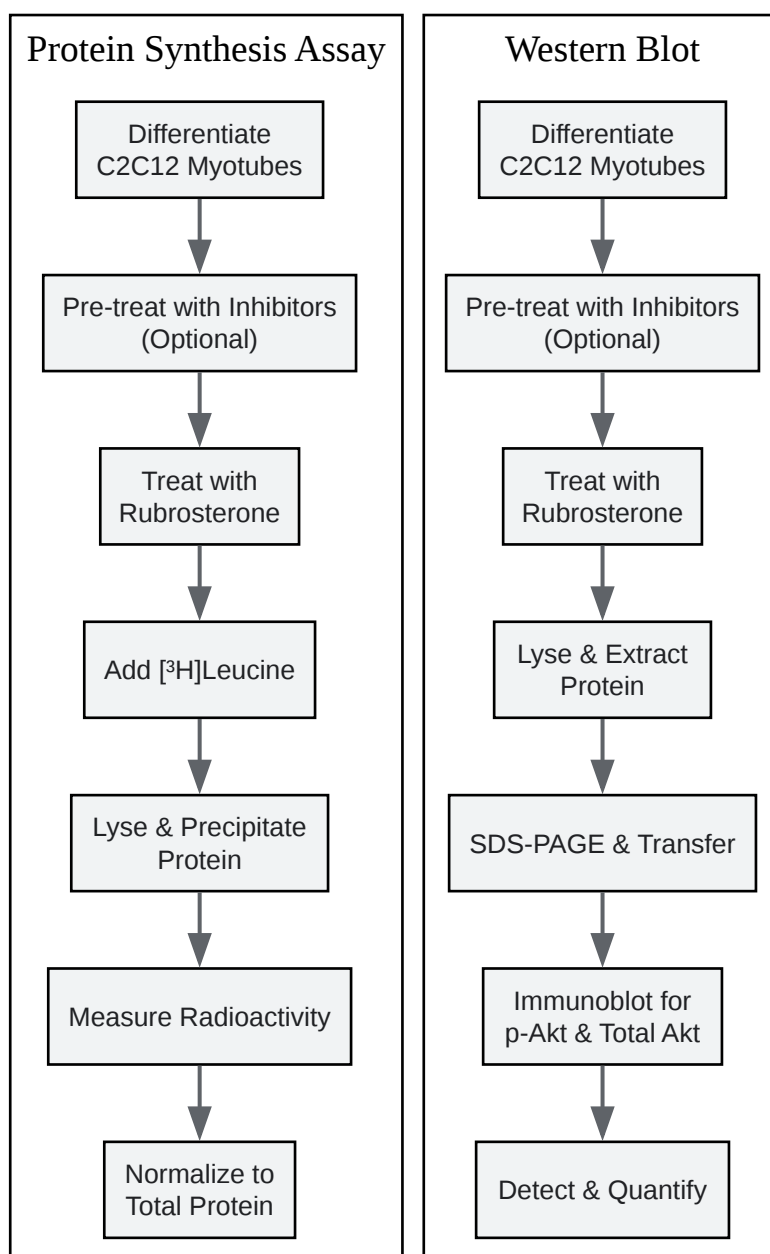 Protein Synthesis Assay
Differentiate
C2C12 Myotubes
Pre-treat with Inhibitors
(Optional)
Treat with
Rubrosterone
Add [³H]Leucine
Lyse & Precipitate
Protein
Measure Radioactivity
Normalize to
Total Protein
Western Blot
Differentiate
C2C12 Myotubes
Pre-treat with Inhibitors
(Optional)
Treat with
Rubrosterone
Lyse & Extract
Protein
SDS-PAGE & Transfer
Immunoblot for
p-Akt & Total Akt
Detect & Quantify